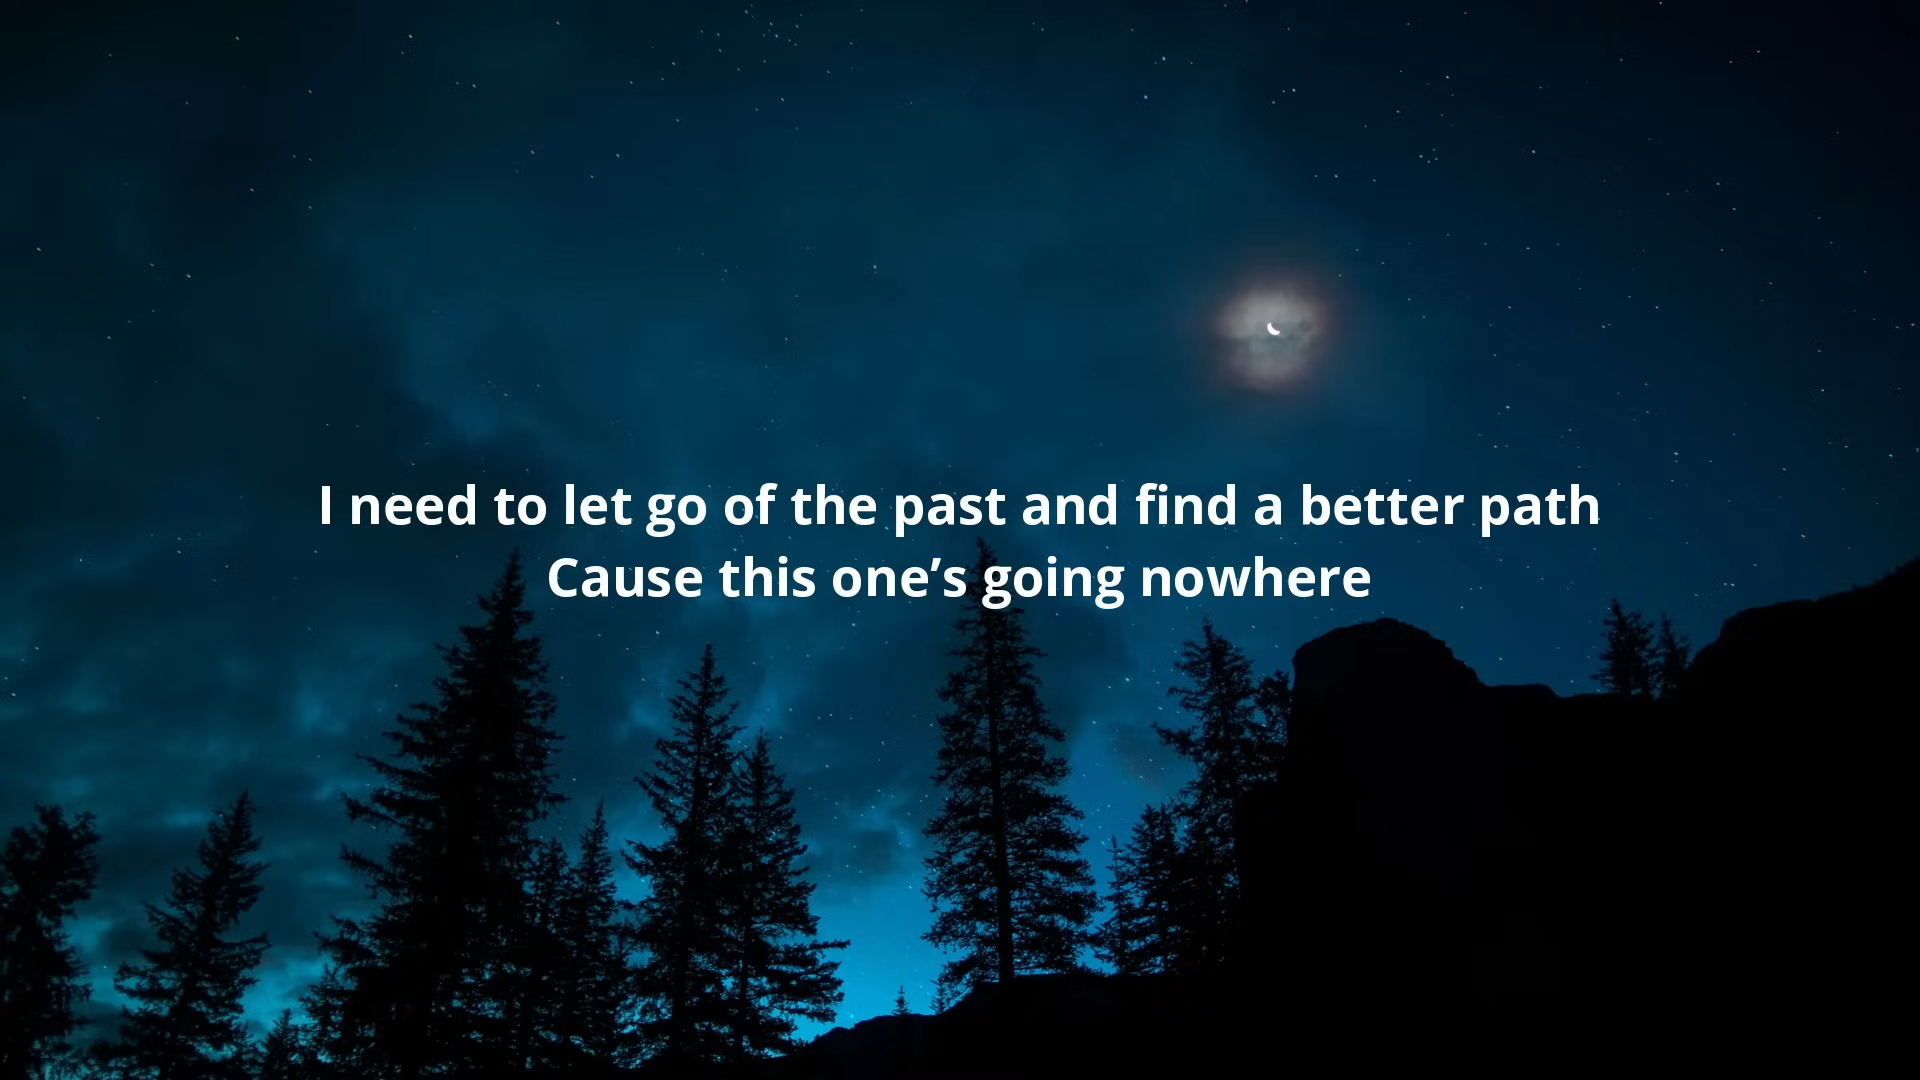 I need to let go of the past and find a better path
Cause this one’s going nowhere